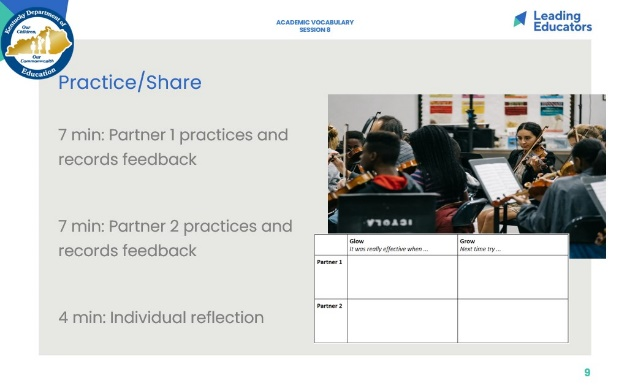 Kentucky Department of
Our
Children,
Our
Commonwealth
Education
ACADEMIC VOCABULARY
SESSION 8
Leading
Educators
Practice/Share
7 min: Partner 1 practices and
records feedback
7 min: Partner 2 practices and
records feedback
4 min: Individual reflection
Glow
It was really effective when ...
Grow
Next time try ...
Partner 1
Partner 2
9